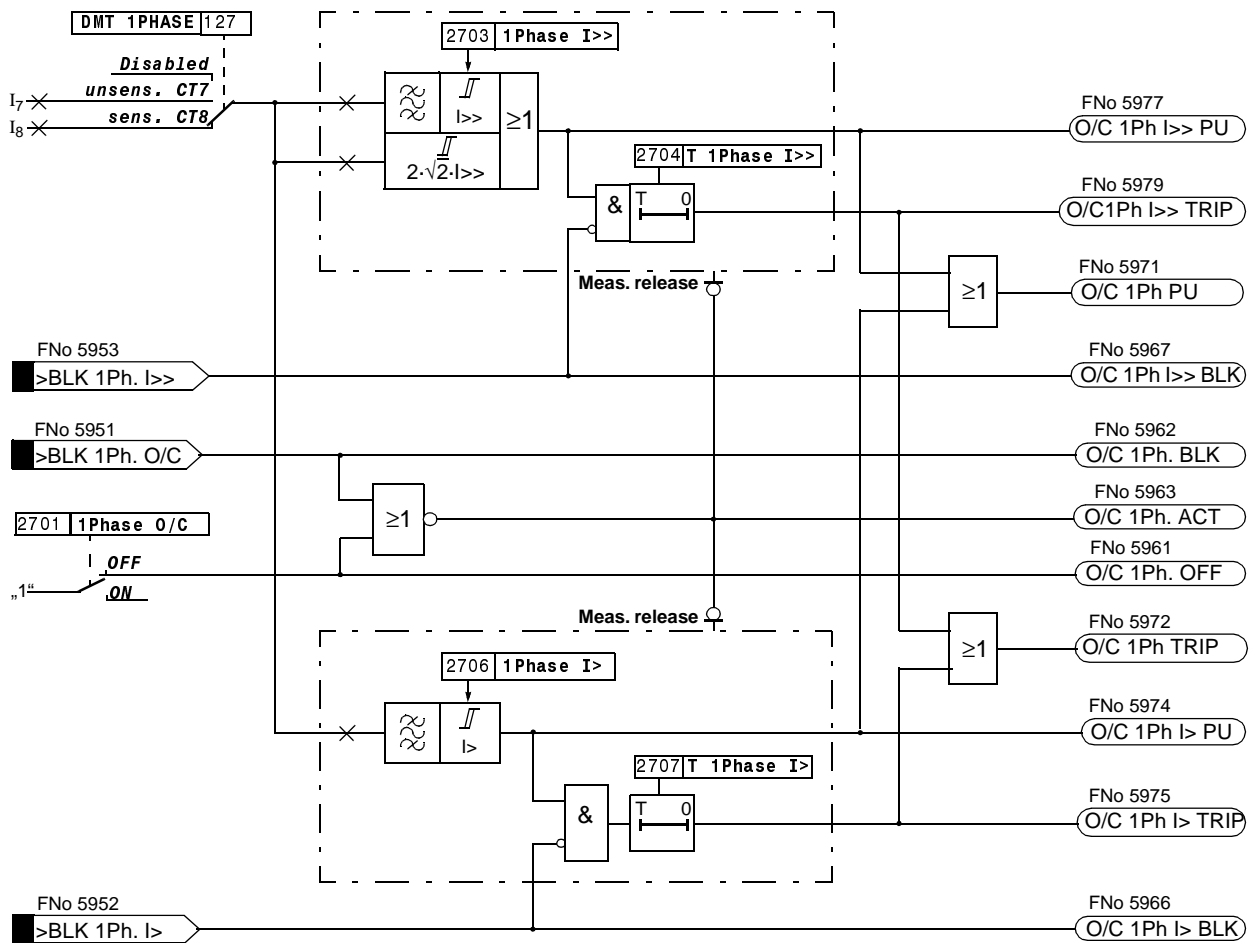 DMT 1PHASE 127
Disabled
I7 unsens. CT7
I8 sens. CT8
2703 1Phase I>>
I>>
≥1
2·√2·I>>
2704 T 1Phase I>>
&
T 0
FNo 5977
O/C 1Ph I>> PU
FNo 5979
O/C1Ph I>> TRIP
FNo 5971
O/C 1Ph PU
≥1
Meas. release
FNo 5953
>BLK 1Ph. I>>
FNo 5967
O/C 1Ph I>> BLK
FNo 5951
>BLK 1Ph. O/C
FNo 5962
O/C 1Ph. BLK
≥1
FNo 5963
O/C 1Ph. ACT
2701 1Phase O/C
OFF
„1“
ON
FNo 5961
O/C 1Ph. OFF
Meas. release
FNo 5972
O/C 1Ph TRIP
≥1
2706 1Phase I>
I>
FNo 5974
O/C 1Ph I> PU
2707 T 1Phase I>
&
T 0
FNo 5975
O/C 1Ph I> TRIP
FNo 5952
>BLK 1Ph. I>
FNo 5966
O/C 1Ph I> BLK